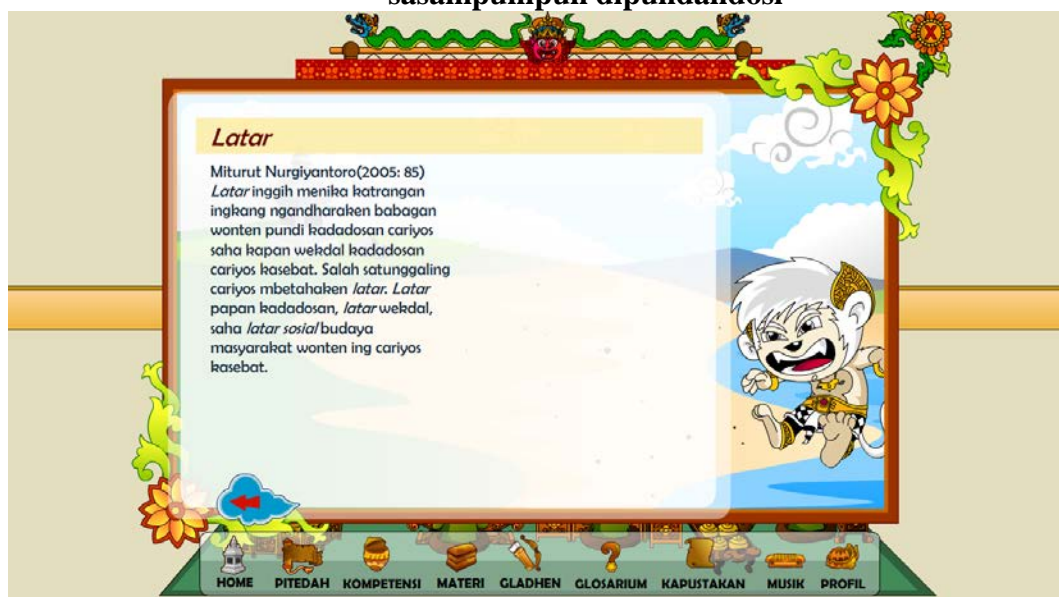 sasampunipun dipundandosi
X
Latar
Miturut Nurgiyantoro(2005: 85)
Latar inggih menika katrangan
ingkang ngandharaken babagan
wonten pundi kadadosan cariyos
saha kapan wekdal kadadosan
cariyos kasebat. Salah satunggaling
cariyos mbetahaken latar. Latar
papan kadadosan, latar wekdal,
saha latar sosial budaya
masyarakat wonten ing cariyos
kasebat.
HOME PITEDAH KOMPETENSI MATERI GLADHEN GLOSARIUM KAPUSTAKAN MUSIK PROFIL